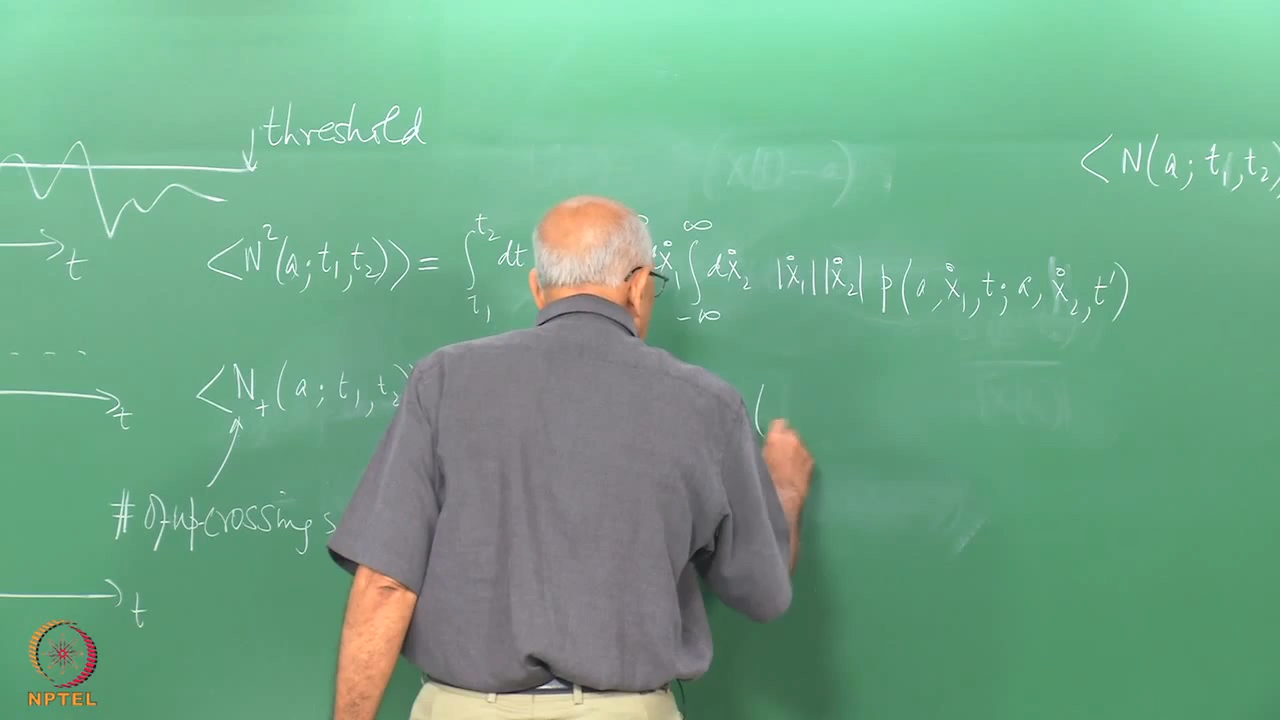 threshold
<N(a; t₁, t₂)
t
<N²(a; t₁, t₂)> = ∫_{t₁}^{t₂} dt dẋ₁ ∫_{-∞}^{∞} dẋ₂ |ẋ₁||ẋ₂| p(a, ẋ₁, t; a, ẋ₂, t')
<N₊(a; t₁, t₂) (
t
# of upcrossings
t
NPTEL